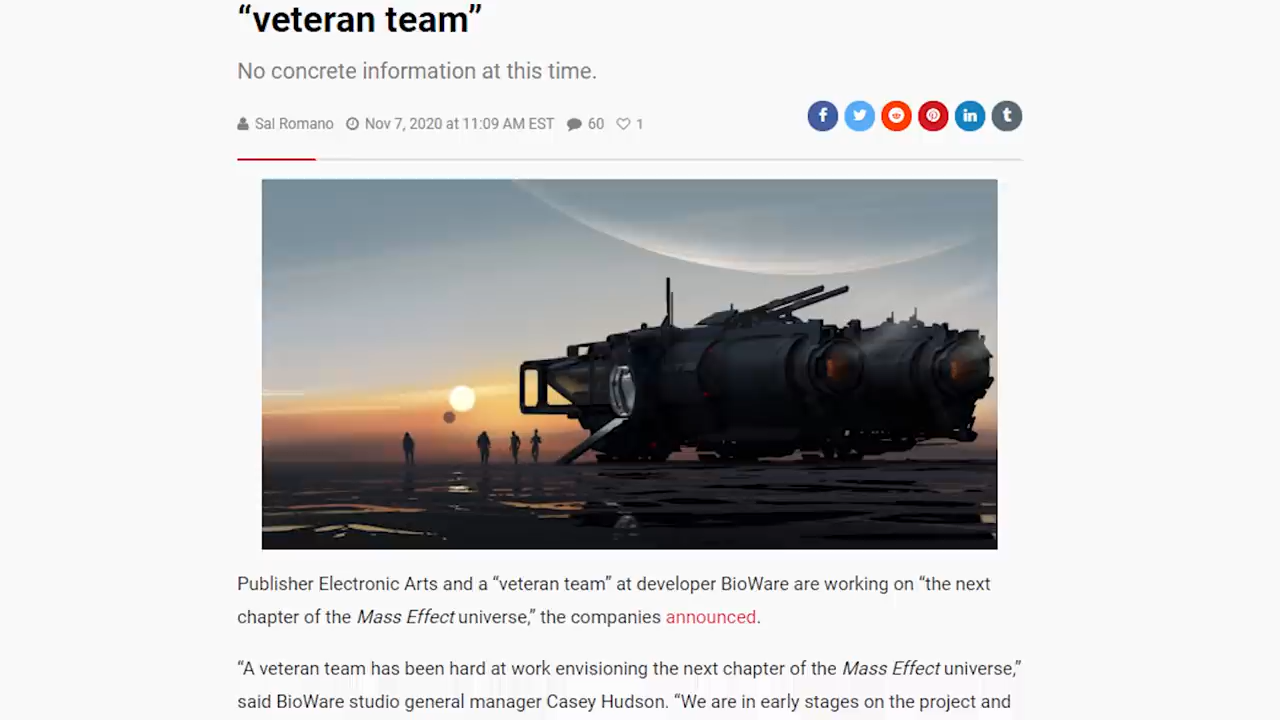 “veteran team”
No concrete information at this time.
Sal Romano Nov 7, 2020 at 11:09 AM EST 60 1
f in t
Publisher Electronic Arts and a “veteran team” at developer BioWare are working on “the next
chapter of the Mass Effect universe,” the companies announced.
“A veteran team has been hard at work envisioning the next chapter of the Mass Effect universe,”
said BioWare studio general manager Casey Hudson. “We are in early stages on the project and